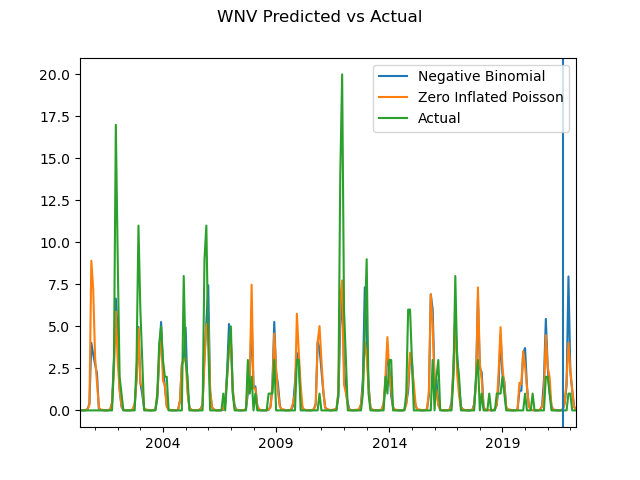 WNV Predicted vs Actual
20.0
17.5
15.0
12.5
10.0
7.5
5.0
2.5
0.0
Negative Binomial
Zero Inflated Poisson
Actual
2004 2009 2014 2019